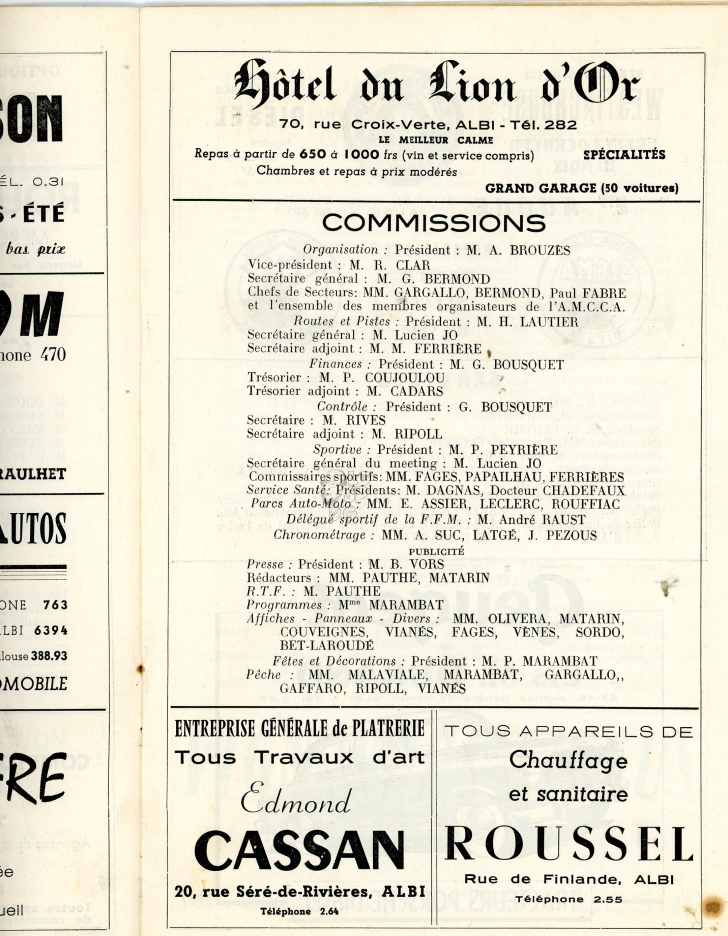 SON
ÉL. 0.31
S - ÉTÉ
bas prix
OM
hone 470
RAULHET
AUTOS
ONE 763
LBI 6394
louse 388.93
OMOBILE
FRE
ée
ueil
Hôtel du Lion d'Or
70, rue Croix-Verte, ALBI - Tél. 282
LE MEILLEUR CALME
Repas à partir de 650 à 1000 frs (vin et service compris) SPÉCIALITÉS
Chambres et repas à prix modérés
GRAND GARAGE (50 voitures)
COMMISSIONS
Organisation : Président : M. A. BROUZÈS
Vice-président : M. R. CLAR
Secrétaire général : M. G. BERMOND
Chefs de Secteurs: MM. GARGALLO, BERMOND, Paul FABRE
et l'ensemble des membres organisateurs de l'A.M.C.C.A.
Routes et Pistes : Président : M. H. LAUTIER
Secrétaire général : M. Lucien JO
Secrétaire adjoint : M. M. FERRIÈRE
Finances : Président : M. G. BOUSQUET
Trésorier : M. P. COUJOULOU
Trésorier adjoint : M. CADARS
Contrôle : Président : G. BOUSQUET
Secrétaire : M. RIVES
Secrétaire adjoint : M. RIPOLL
Sportive : Président : M. P. PEYRIÈRE
Secrétaire général du meeting : M. Lucien JO
Commissaires sportifs: MM. FAGES, PAPAILHAU, FERRIÈRES
Service Santé: Présidents: M. DAGNAS, Docteur CHADEFAUX
Parcs Auto-Moto : MM. E. ASSIER, LECLERC, ROUFFIAC
Délégué sportif de la F.F.M. : M. André RAUST
Chronométrage : MM. A. SUC, LATGÉ, J. PEZOUS
PUBLICITÉ
Presse : Président : M. B. VORS
Rédacteurs : MM. PAUTHE, MATARIN
R.T.F. : M. PAUTHE
Programmes : Mme MARAMBAT
Affiches - Panneaux - Divers : MM. OLIVERA, MATARIN,
COUVEIGNES, VIANÉS, FAGES, VÈNES, SORDO,
BET-LAROUDÉ
Fêtes et Décorations : Président : M. P. MARAMBAT
Pêche : MM. MALAVIALE, MARAMBAT, GARGALLO,,
GAFFARO, RIPOLL, VIANÉS
ENTREPRISE GÉNÉRALE de PLATRERIE
Tous Travaux d'art
Edmond
CASSAN
20, rue Séré-de-Rivières, ALBI
Téléphone 2.64
TOUS APPAREILS DE
Chauffage
et sanitaire
ROUSSEL
Rue de Finlande, ALBI
Téléphone 2.55